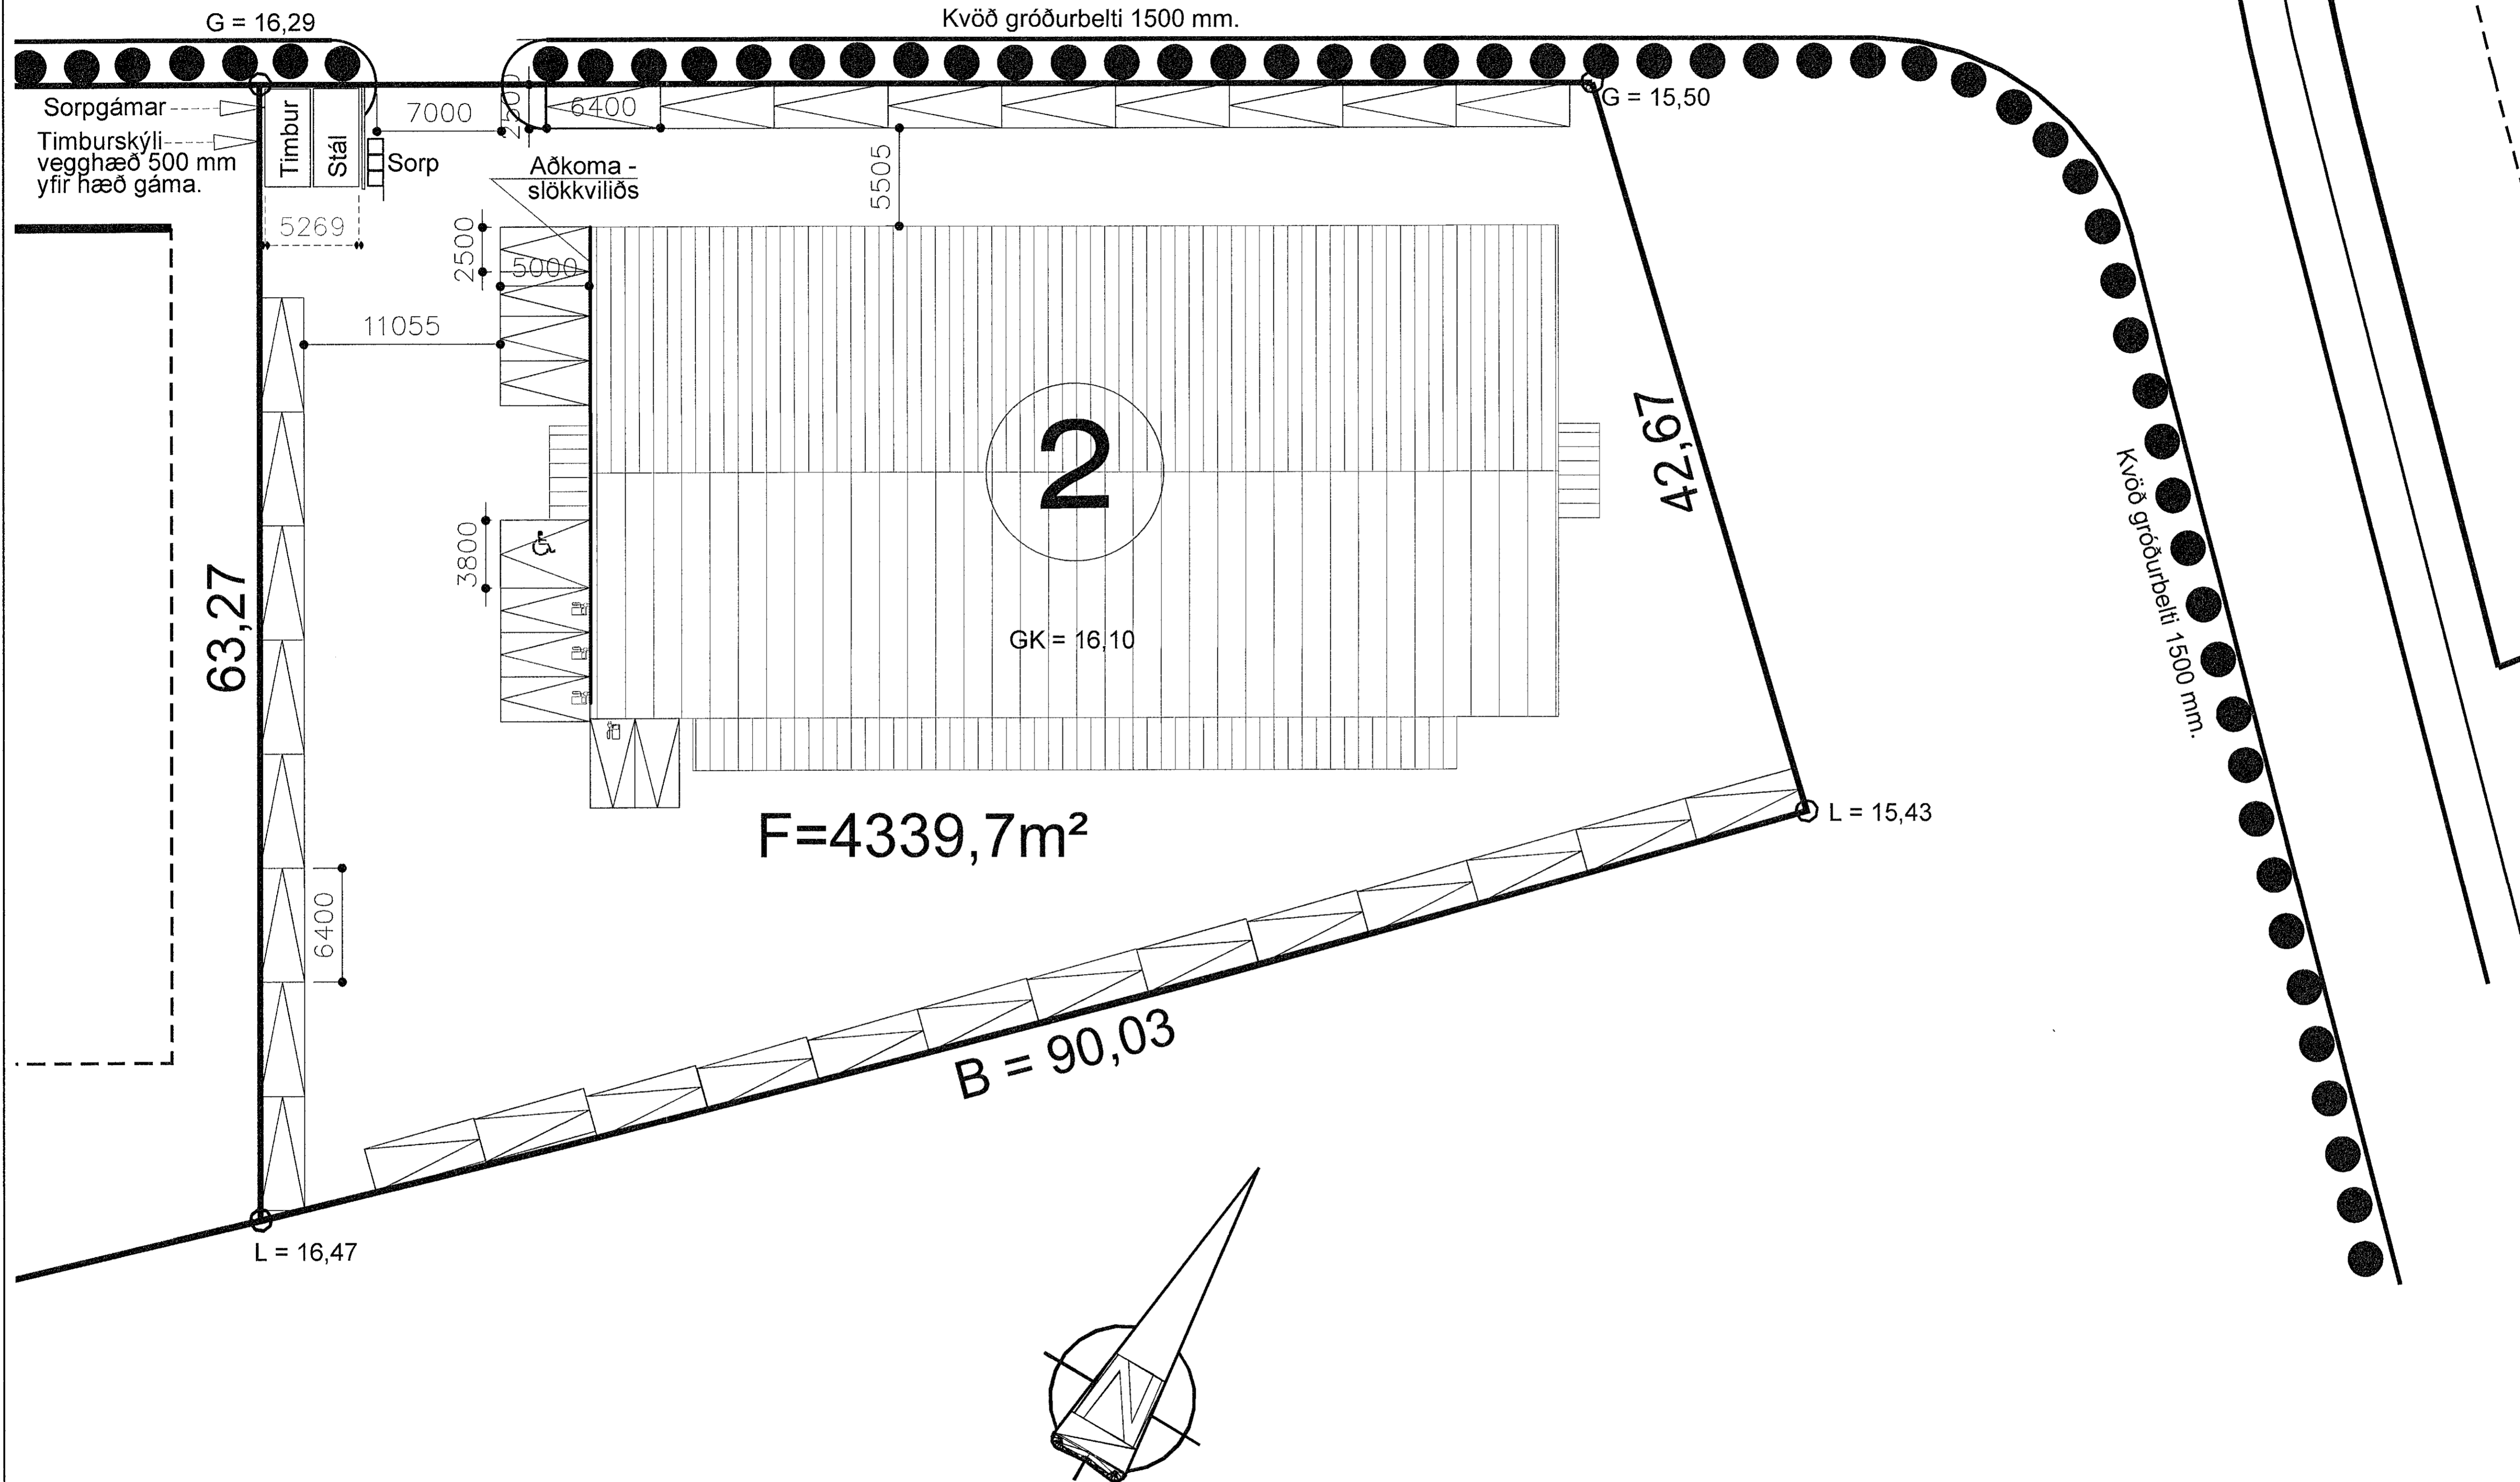 G = 16,29
Kvöð gróðurbelti 1500 mm.
Sorpgámar
Timburskýli
vegghæð 500 mm
yfir hæð gáma.
Timbur
Stál
Sorp
7000
6400
G = 15,50
Aðkoma -
slökkviliðs
5505
5269
2500
5000
11055
2
42,67
Kvöð gróðurbelti 1500 mm.
3800
63,27
GK = 16,10
F=4339,7m²
L = 15,43
6400
B = 90,03
L = 16,47
N